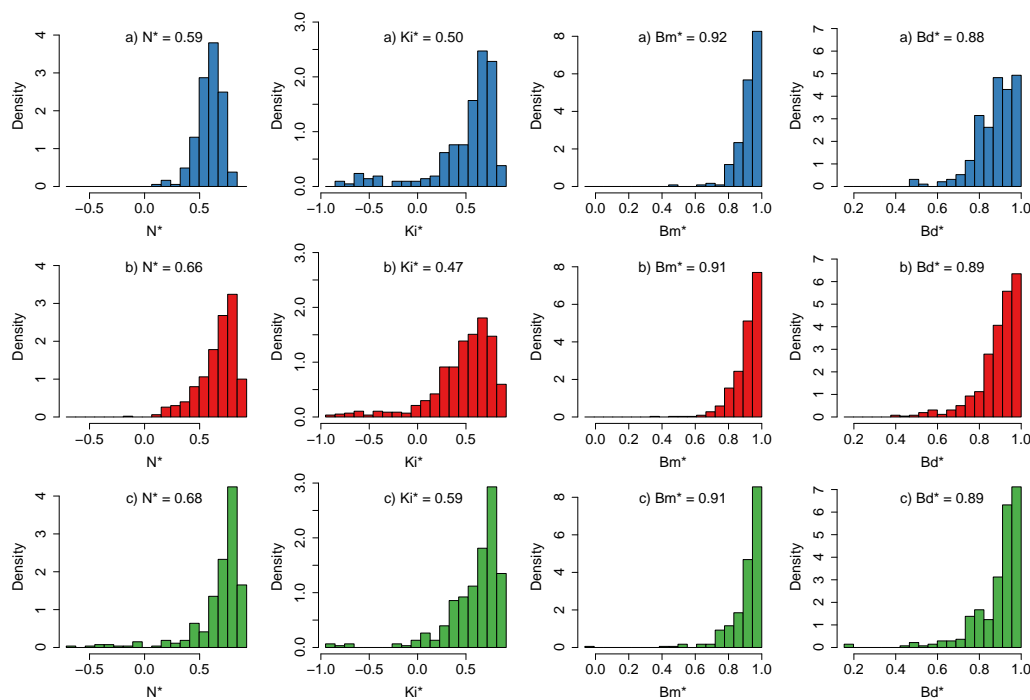 a) N* = 0.59
Density
0 1 2 3 4
−0.5 0.0 0.5
N*
a) Ki* = 0.50
Density
0.0 1.0 2.0 3.0
−1.0 −0.5 0.0 0.5
Ki*
a) Bm* = 0.92
Density
0 2 4 6 8
0.0 0.2 0.4 0.6 0.8 1.0
Bm*
a) Bd* = 0.88
Density
0 1 2 3 4 5 6 7
0.2 0.4 0.6 0.8 1.0
Bd*
b) N* = 0.66
Density
0 1 2 3 4
−0.5 0.0 0.5
N*
b) Ki* = 0.47
Density
0.0 1.0 2.0 3.0
−1.0 −0.5 0.0 0.5
Ki*
b) Bm* = 0.91
Density
0 2 4 6 8
0.0 0.2 0.4 0.6 0.8 1.0
Bm*
b) Bd* = 0.89
Density
0 1 2 3 4 5 6 7
0.2 0.4 0.6 0.8 1.0
Bd*
c) N* = 0.68
Density
0 1 2 3 4
−0.5 0.0 0.5
N*
c) Ki* = 0.59
Density
0.0 1.0 2.0 3.0
−1.0 −0.5 0.0 0.5
Ki*
c) Bm* = 0.91
Density
0 2 4 6 8
0.0 0.2 0.4 0.6 0.8 1.0
Bm*
c) Bd* = 0.89
Density
0 1 2 3 4 5 6 7
0.2 0.4 0.6 0.8 1.0
Bd*